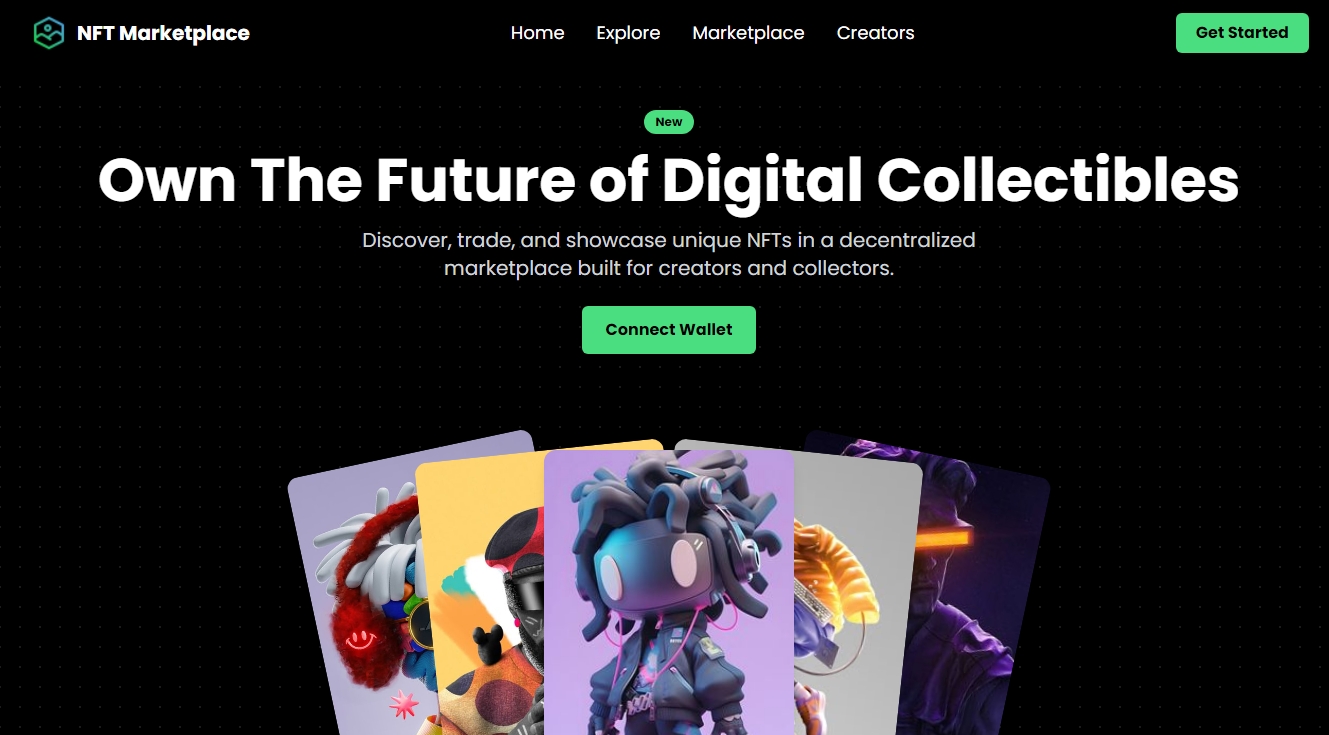 NFT Marketplace
Home
Explore
Marketplace
Creators
Get Started
New
Own The Future of Digital Collectibles
Discover, trade, and showcase unique NFTs in a decentralized
marketplace built for creators and collectors.
Connect Wallet